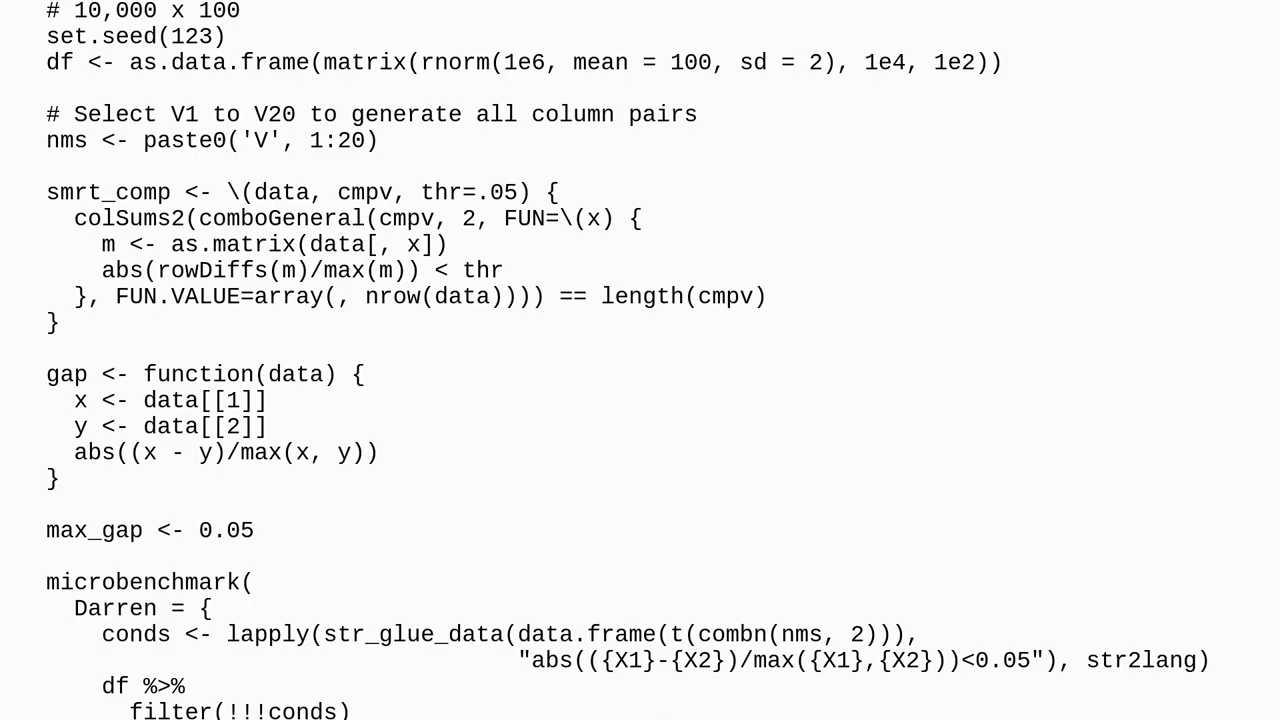 # 10,000 x 100
set.seed(123)
df <- as.data.frame(matrix(rnorm(1e6, mean = 100, sd = 2), 1e4, 1e2))
# Select V1 to V20 to generate all column pairs
nms <- paste0('V', 1:20)
smrt_comp <- \(data, cmpv, thr=.05) {
  colSums2(comboGeneral(cmpv, 2, FUN=\(x) {
    m <- as.matrix(data[, x])
    abs(rowDiffs(m)/max(m)) < thr
  }, FUN.VALUE=array(, nrow(data)))) == length(cmpv)
}
gap <- function(data) {
  x <- data[[1]]
  y <- data[[2]]
  abs((x - y)/max(x, y))
}
max_gap <- 0.05
microbenchmark(
  Darren = {
    conds <- lapply(str_glue_data(data.frame(t(combn(nms, 2))),
                                  "abs(({X1}-{X2})/max({X1},{X2}))<0.05"), str2lang)
    df %>%
      filter(!!!conds)